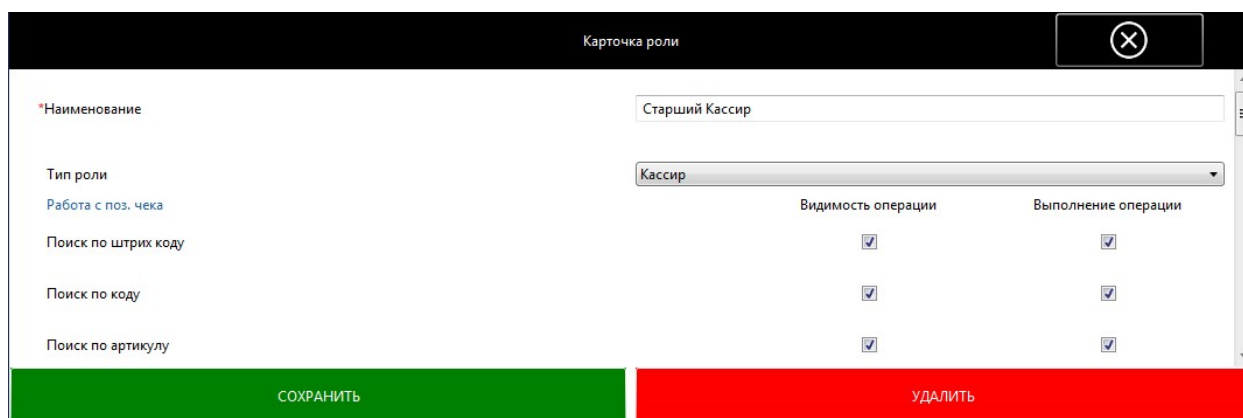 Карточка роли
*Наименование Старший Кассир
Тип роли Кассир
Работа с поз. чека Видимость операции Выполнение операции
Поиск по штрих коду
Поиск по коду
Поиск по артикулу
СОХРАНИТЬ УДАЛИТЬ